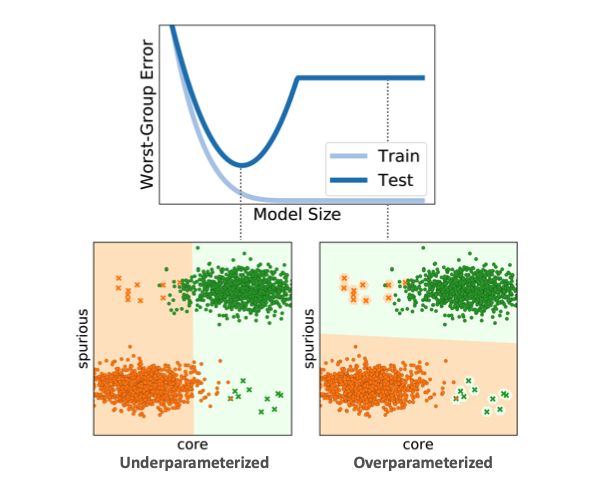 Worst-Group Error
Train
Test
Model Size
spurious
core
Underparameterized
spurious
core
Overparameterized